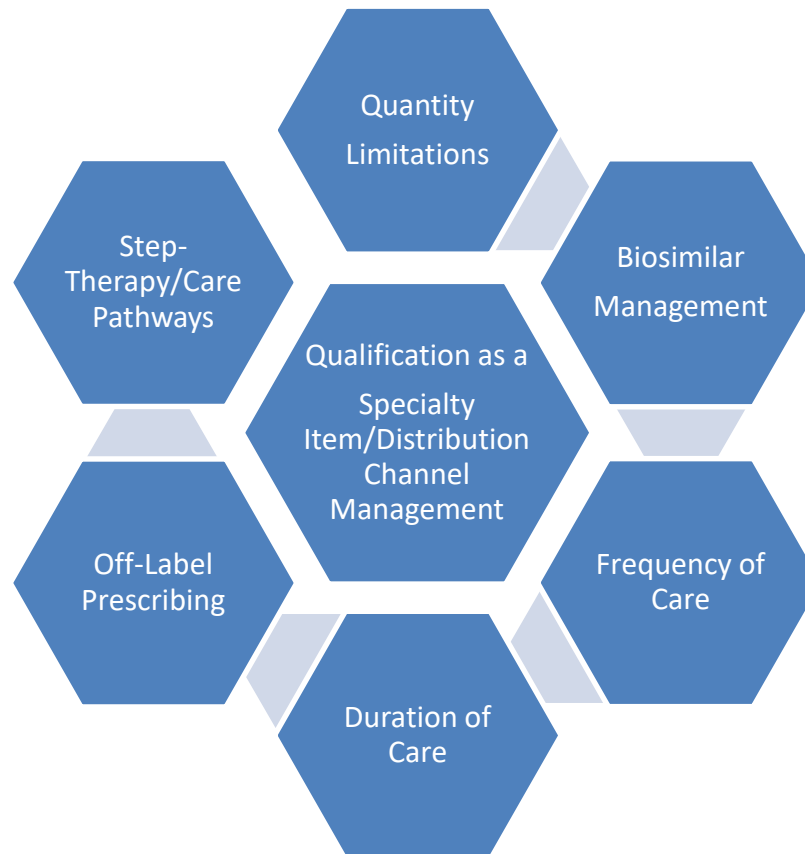 Quantity
Limitations
Step-
Therapy/Care
Pathways
Biosimilar
Management
Qualification as a
Specialty
Item/Distribution
Channel
Management
Off-Label
Prescribing
Frequency of
Care
Duration of
Care